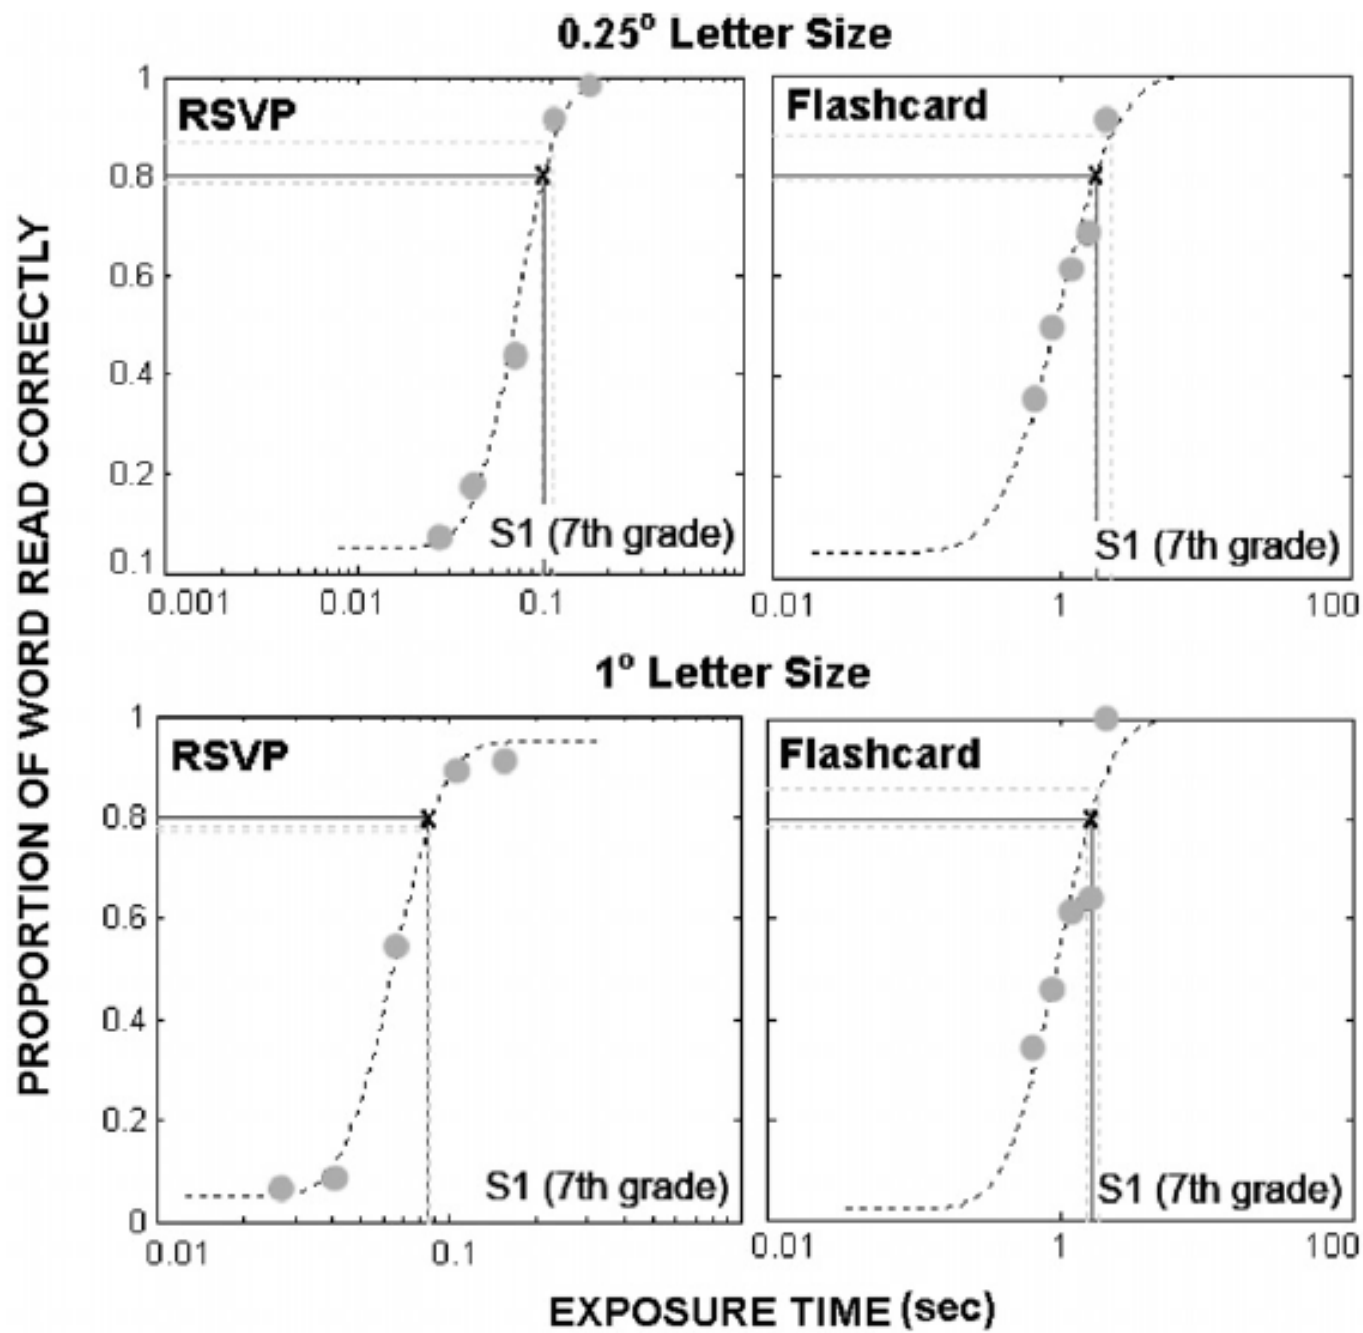 0.25° Letter Size
RSVP
Flashcard
1
0.8
0.6
0.4
0.2
0.1
S1 (7th grade)
S1 (7th grade)
0.001 0.01 0.1
0.01 1 100
1° Letter Size
RSVP
Flashcard
1
0.8
0.6
0.4
0.2
0
S1 (7th grade)
S1 (7th grade)
0.01 0.1
0.01 1 100
PROPORTION OF WORD READ CORRECTLY
EXPOSURE TIME (sec)